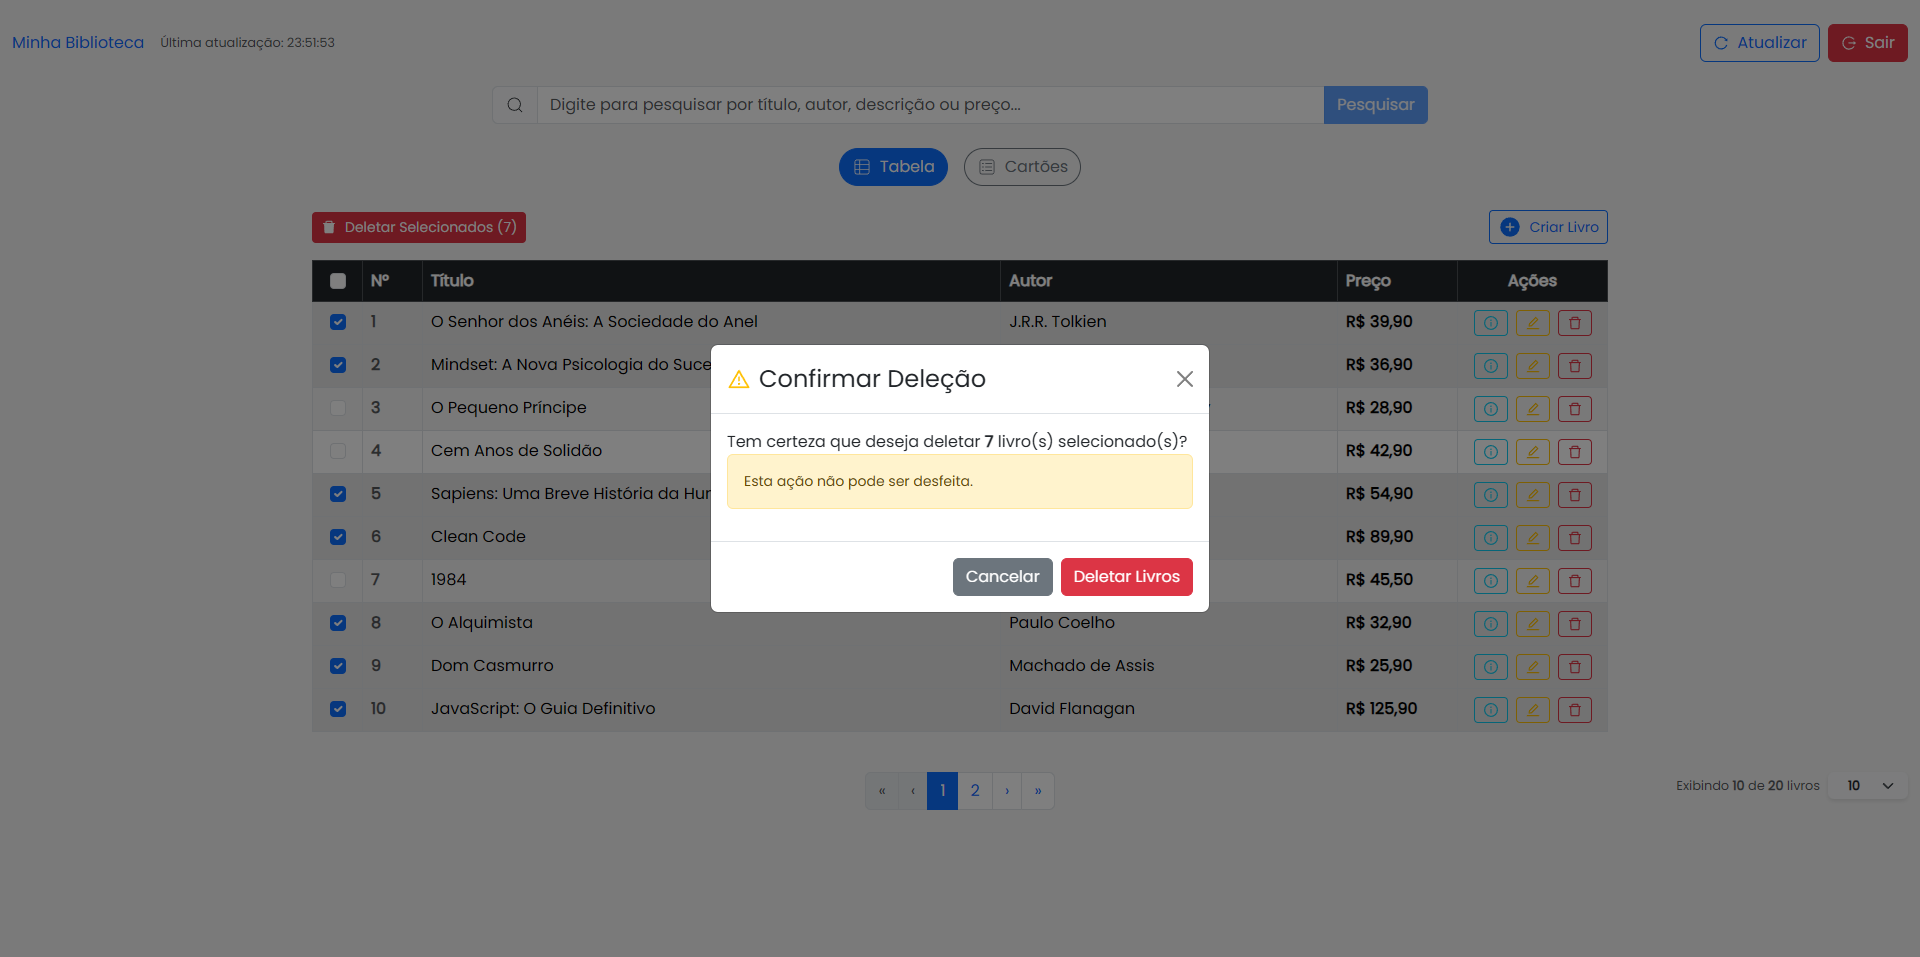 Minha Biblioteca Última atualização: 23:51:53 Atualizar Sair
Digite para pesquisar por título, autor, descrição ou preço... Pesquisar
Tabela Cartões
Deletar Selecionados (7) Criar Livro
Nº Título Autor Preço Ações
1 O Senhor dos Anéis: A Sociedade do Anel J.R.R. Tolkien R$ 39,90
2 Mindset: A Nova Psicologia do Suce R$ 36,90
3 O Pequeno Príncipe R$ 28,90
4 Cem Anos de Solidão R$ 42,90
5 Sapiens: Uma Breve História da Hu R$ 54,90
6 Clean Code R$ 89,90
7 1984 R$ 45,50
8 O Alquimista Paulo Coelho R$ 32,90
9 Dom Casmurro Machado de Assis R$ 25,90
10 JavaScript: O Guia Definitivo David Flanagan R$ 125,90
Confirmar Deleção
Tem certeza que deseja deletar 7 livro(s) selecionado(s)?
Esta ação não pode ser desfeita.
Cancelar Deletar Livros
« ‹ 1 2 › »
Exibindo 10 de 20 livros 10